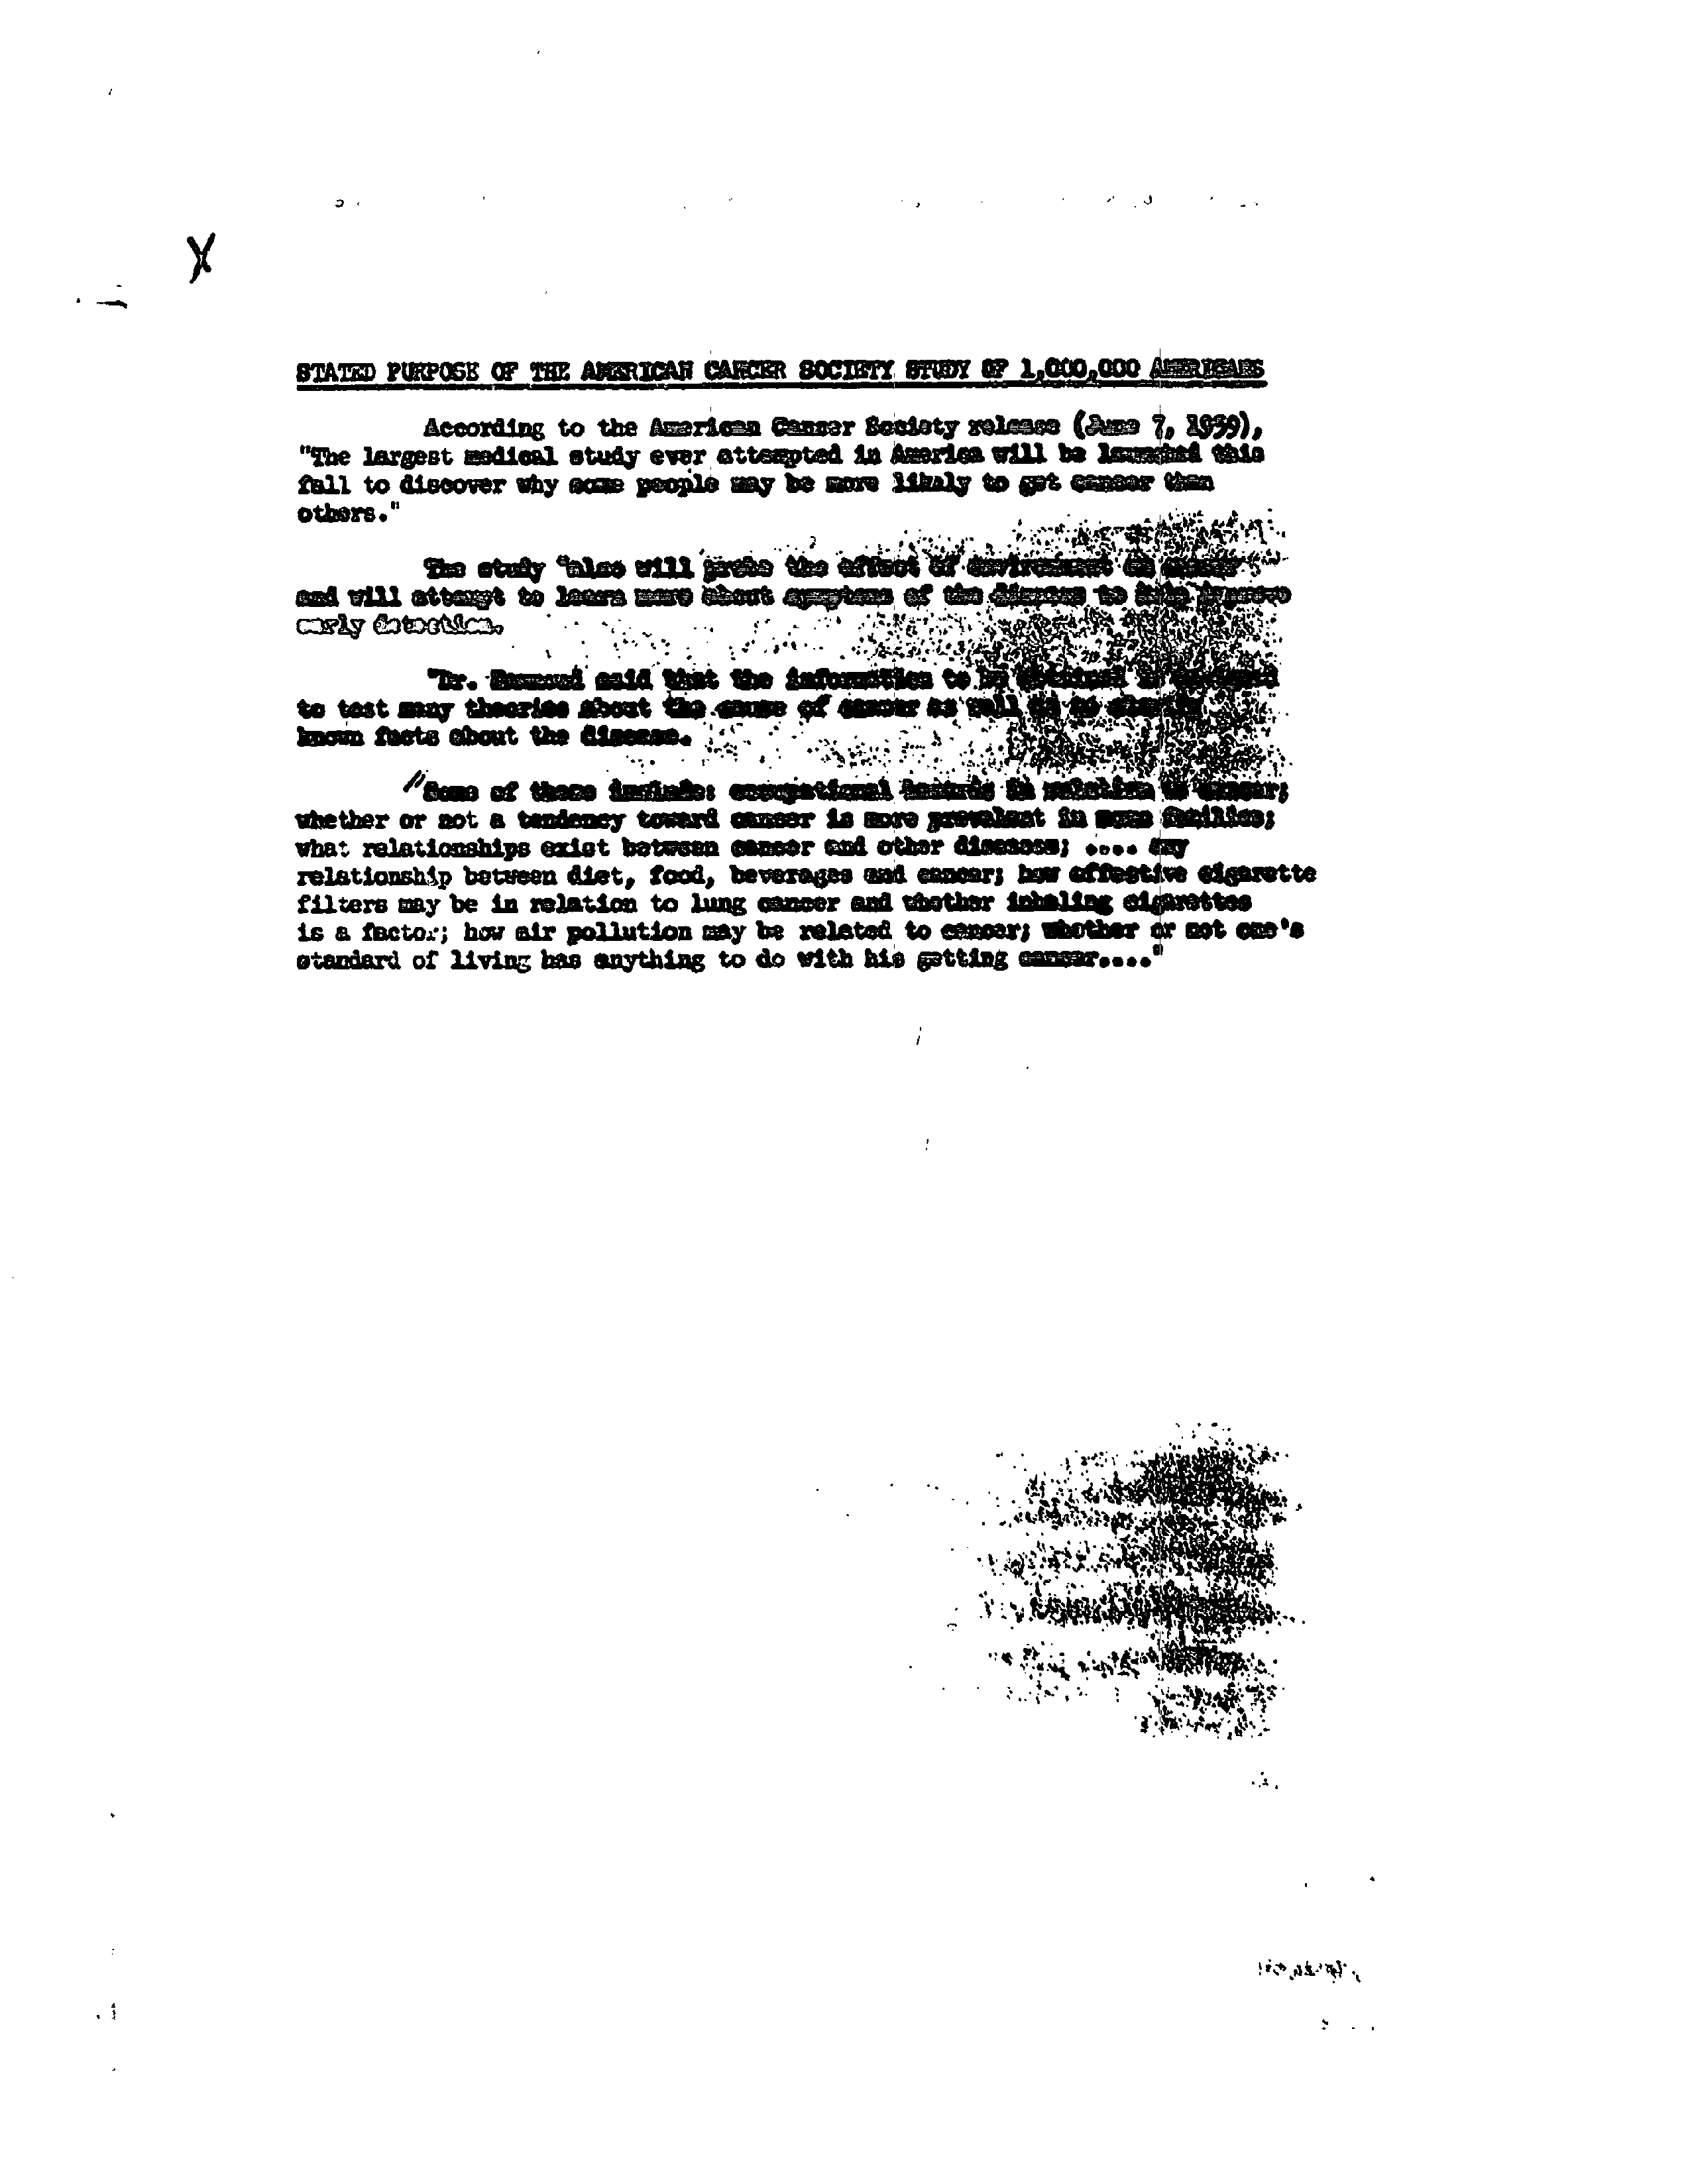 X
STATED PURPOSE OF THE AMERICAN CANCER SOCIETY STUDY OF 1,000,000 AMERICANS
According to the American Cancer Society release (June 7, 1959),
"The largest medical study ever attempted in America will be launched this
fall to discover why some people may be more likely to get cancer than
others."
The study "also will probe the effect of environment on cancer
and will attempt to learn more about symptoms of the disease to help improve
early detection.
"Dr. Hammond said that the information to be obtained is
to test many theories about the cause of cancer as well as to
known facts about the disease.
"Some of these include: occupational hazards in relation to cancer;
whether or not a tendency toward cancer is more prevalent in some families;
what relationships exist between cancer and other diseases; .... any
relationship between diet, food, beverages and cancer; how effective cigarette
filters may be in relation to lung cancer and whether inhaling cigarettes
is a factor; how air pollution may be related to cancer; whether or not one's
standard of living has anything to do with his getting cancer...."